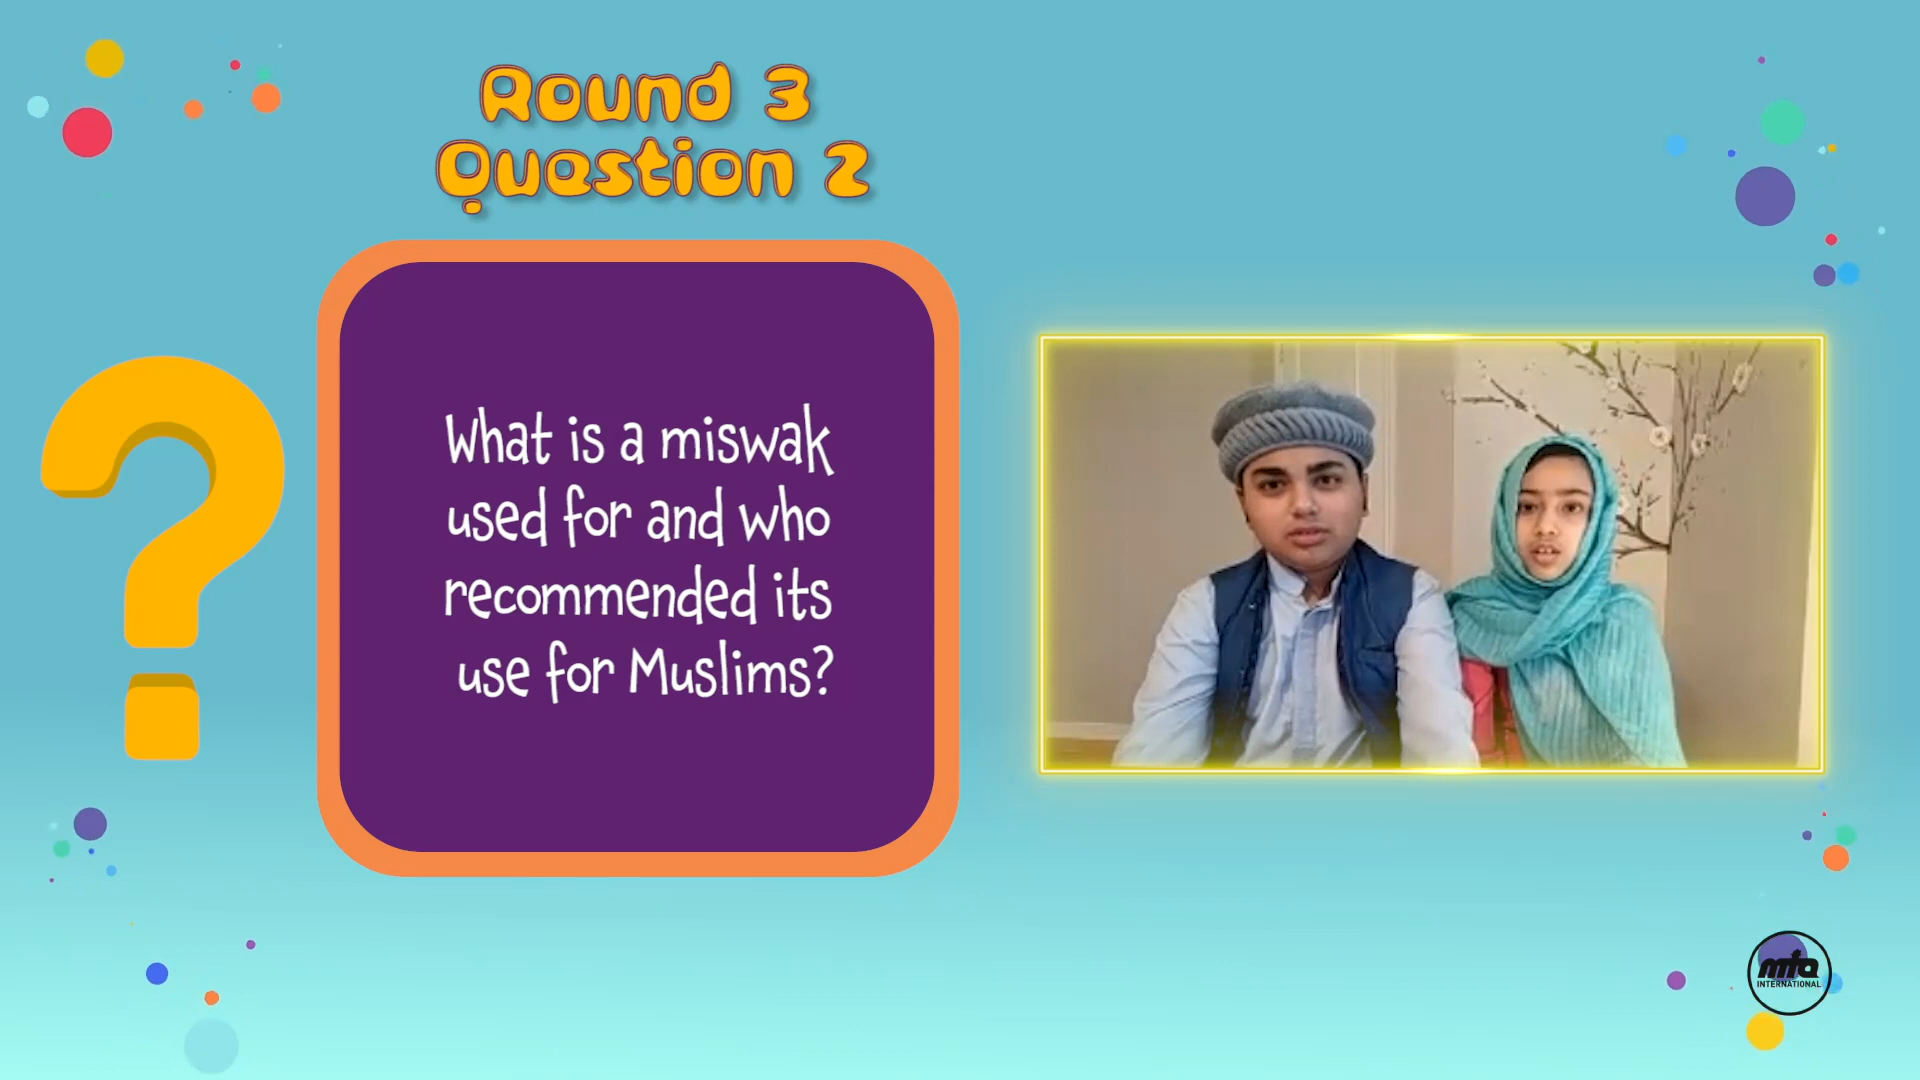 Round 3
Question 2
What is a miswak
used for and who
recommended its
use for Muslims?
mta
INTERNATIONAL